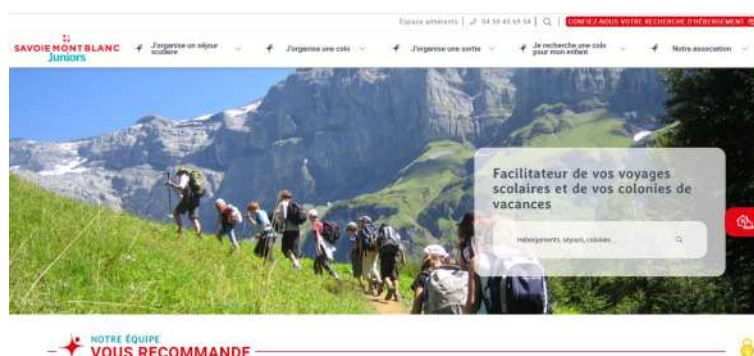 Espace adhérents
04 50 45 69 54
CONFIEZ-NOUS VOTRE RECHERCHE D'HÉBERGEMENT
SAVOIE MONT BLANC
Juniors
J'organise un séjour
scolaire
J'organise une colo
J'organise une sortie
Je recherche une colo
pour mon enfant
Notre association
Facilitateur de vos voyages
scolaires et de vos colonies de
vacances
Hébergements, séjours, colonies...
NOTRE ÉQUIPE
VOUS RECOMMANDE